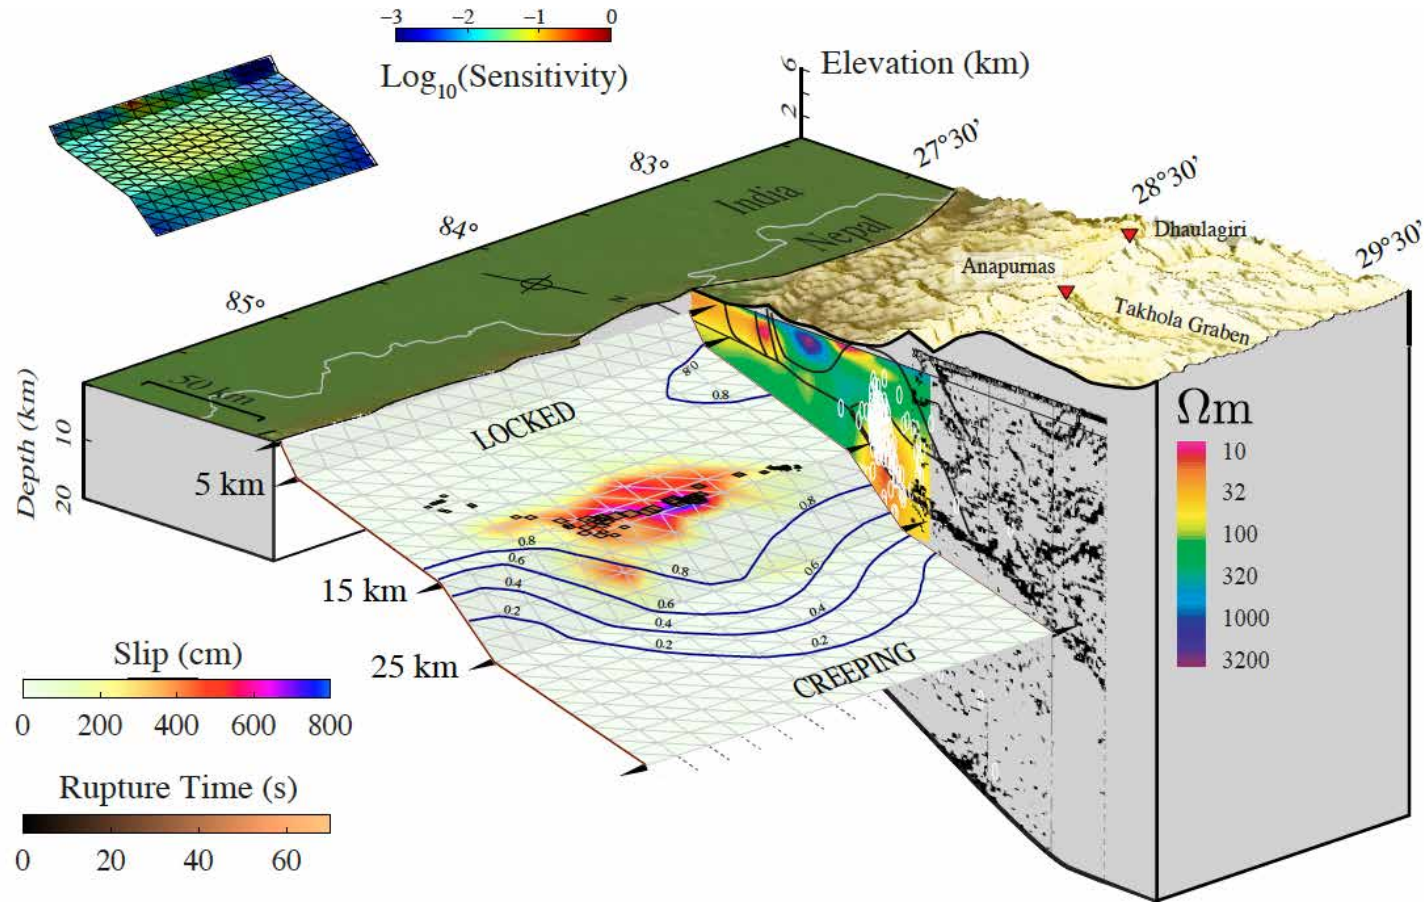 −3 −2 −1 0
Log10(Sensitivity)
Elevation (km)
6
2
27°30'
28°30'
29°30'
83°
84°
85°
India
Nepal
Dhaulagiri
Anapurnas
Takhola Graben
50 km
N
Depth (km)
10
20
LOCKED
5 km
15 km
25 km
0.8
0.8
0.8
0.8
0.8
0.6
0.6
0.6
0.4
0.4
0.4
0.2
0.2
0.2
CREEPING
Ωm
10
32
100
320
1000
3200
Slip (cm)
0 200 400 600 800
Rupture Time (s)
0 20 40 60